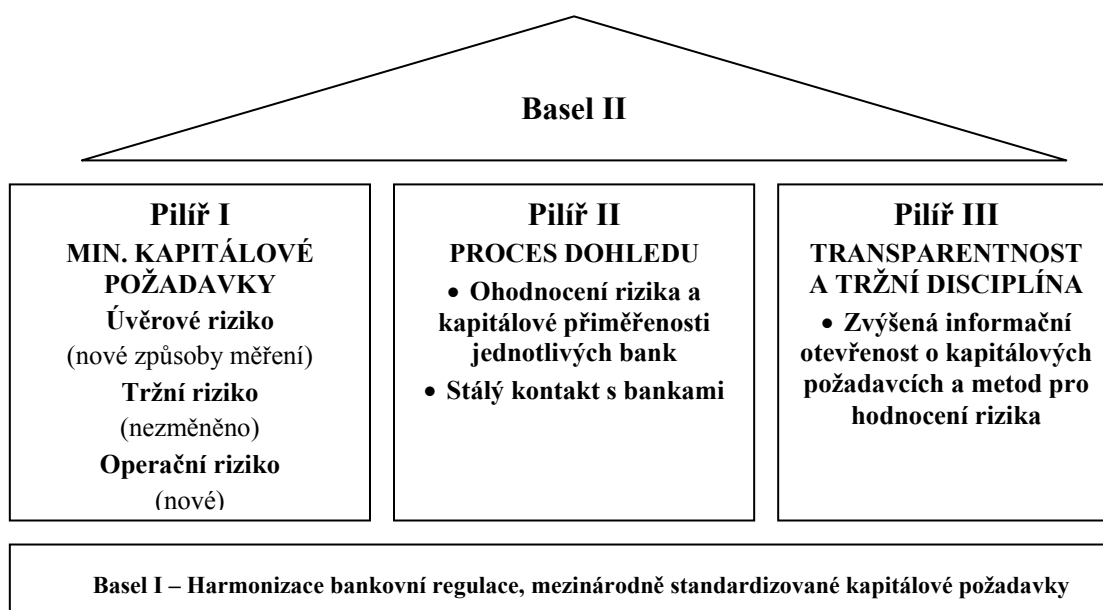 Basel II
Pilíř I
MIN. KAPITÁLOVÉ
POŽADAVKY
Úvěrové riziko
(nové způsoby měření)
Tržní riziko
(nezměněno)
Operační riziko
(nové)
Pilíř II
PROCES DOHLEDU
• Ohodnocení rizika a
kapitálové přiměřenosti
jednotlivých bank
• Stálý kontakt s bankami
Pilíř III
TRANSPARENTNOST
A TRŽNÍ DISCIPLÍNA
• Zvýšená informační
otevřenost o kapitálových
požadavcích a metod pro
hodnocení rizika
Basel I – Harmonizace bankovní regulace, mezinárodně standardizované kapitálové požadavky